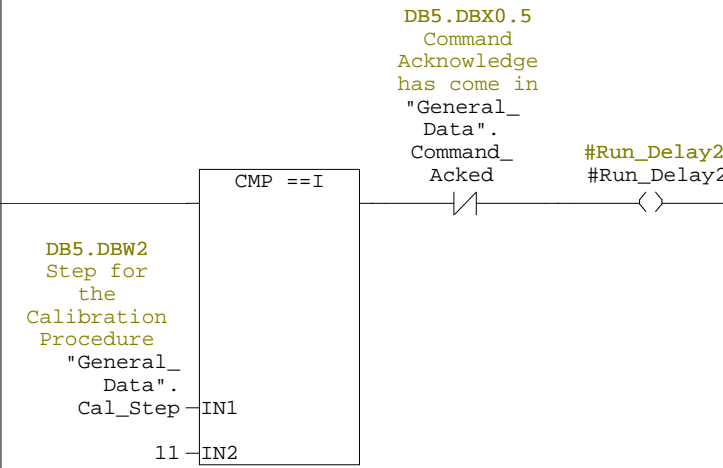 DB5.DBX0.5
Command
Acknowledge
has come in
"General_
Data".
Command_
Acked
#Run_Delay2
#Run_Delay2
CMP ==I
DB5.DBW2
Step for
the
Calibration
Procedure
"General_
Data".
Cal_Step
IN1
11
IN2